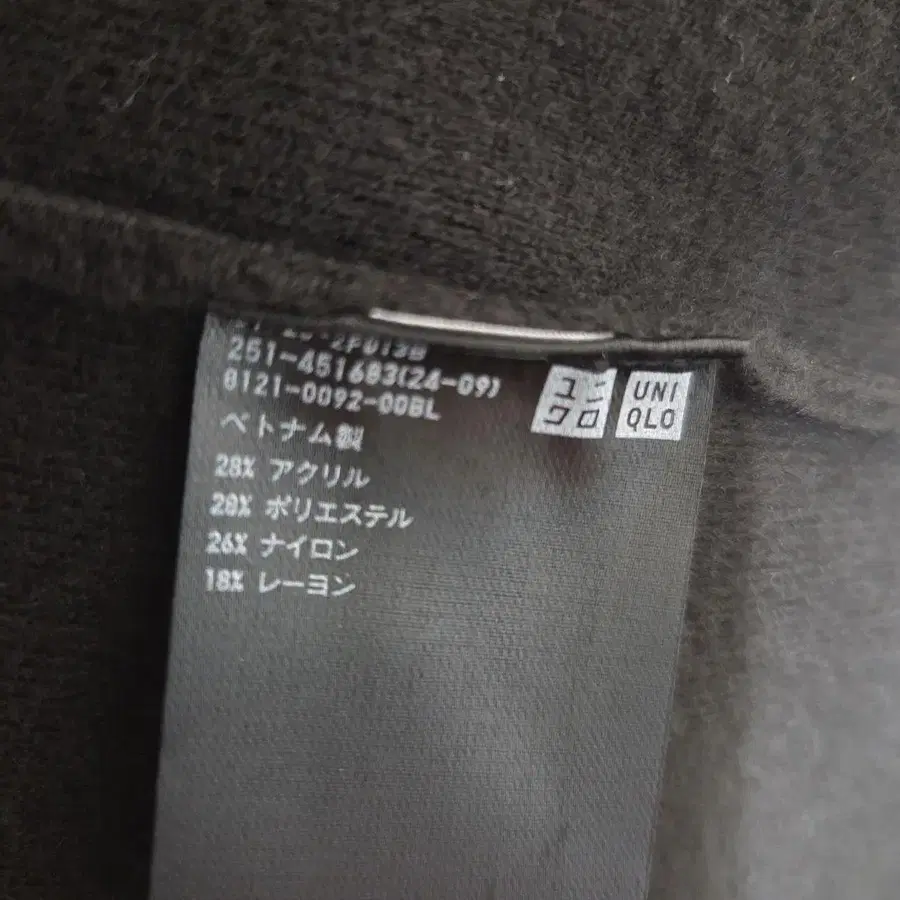 251-451683(24-09)
0121-0092-00BL
ベトナム製
28% アクリル
28% ポリエステル
26% ナイロン
18% レーヨン
ユニ
クロ
UNI
QLO